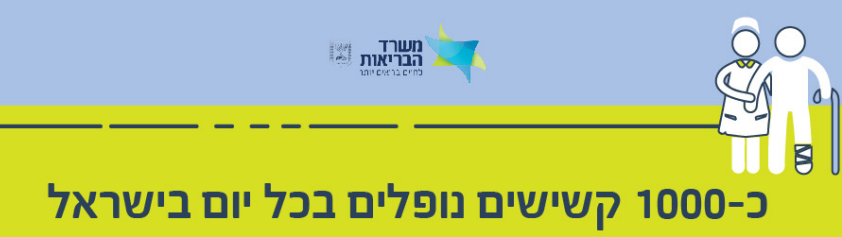 משרד
הבריאות
לחיים בריאים יותר
כ-1000 קשישים נופלים בכל יום בישראל